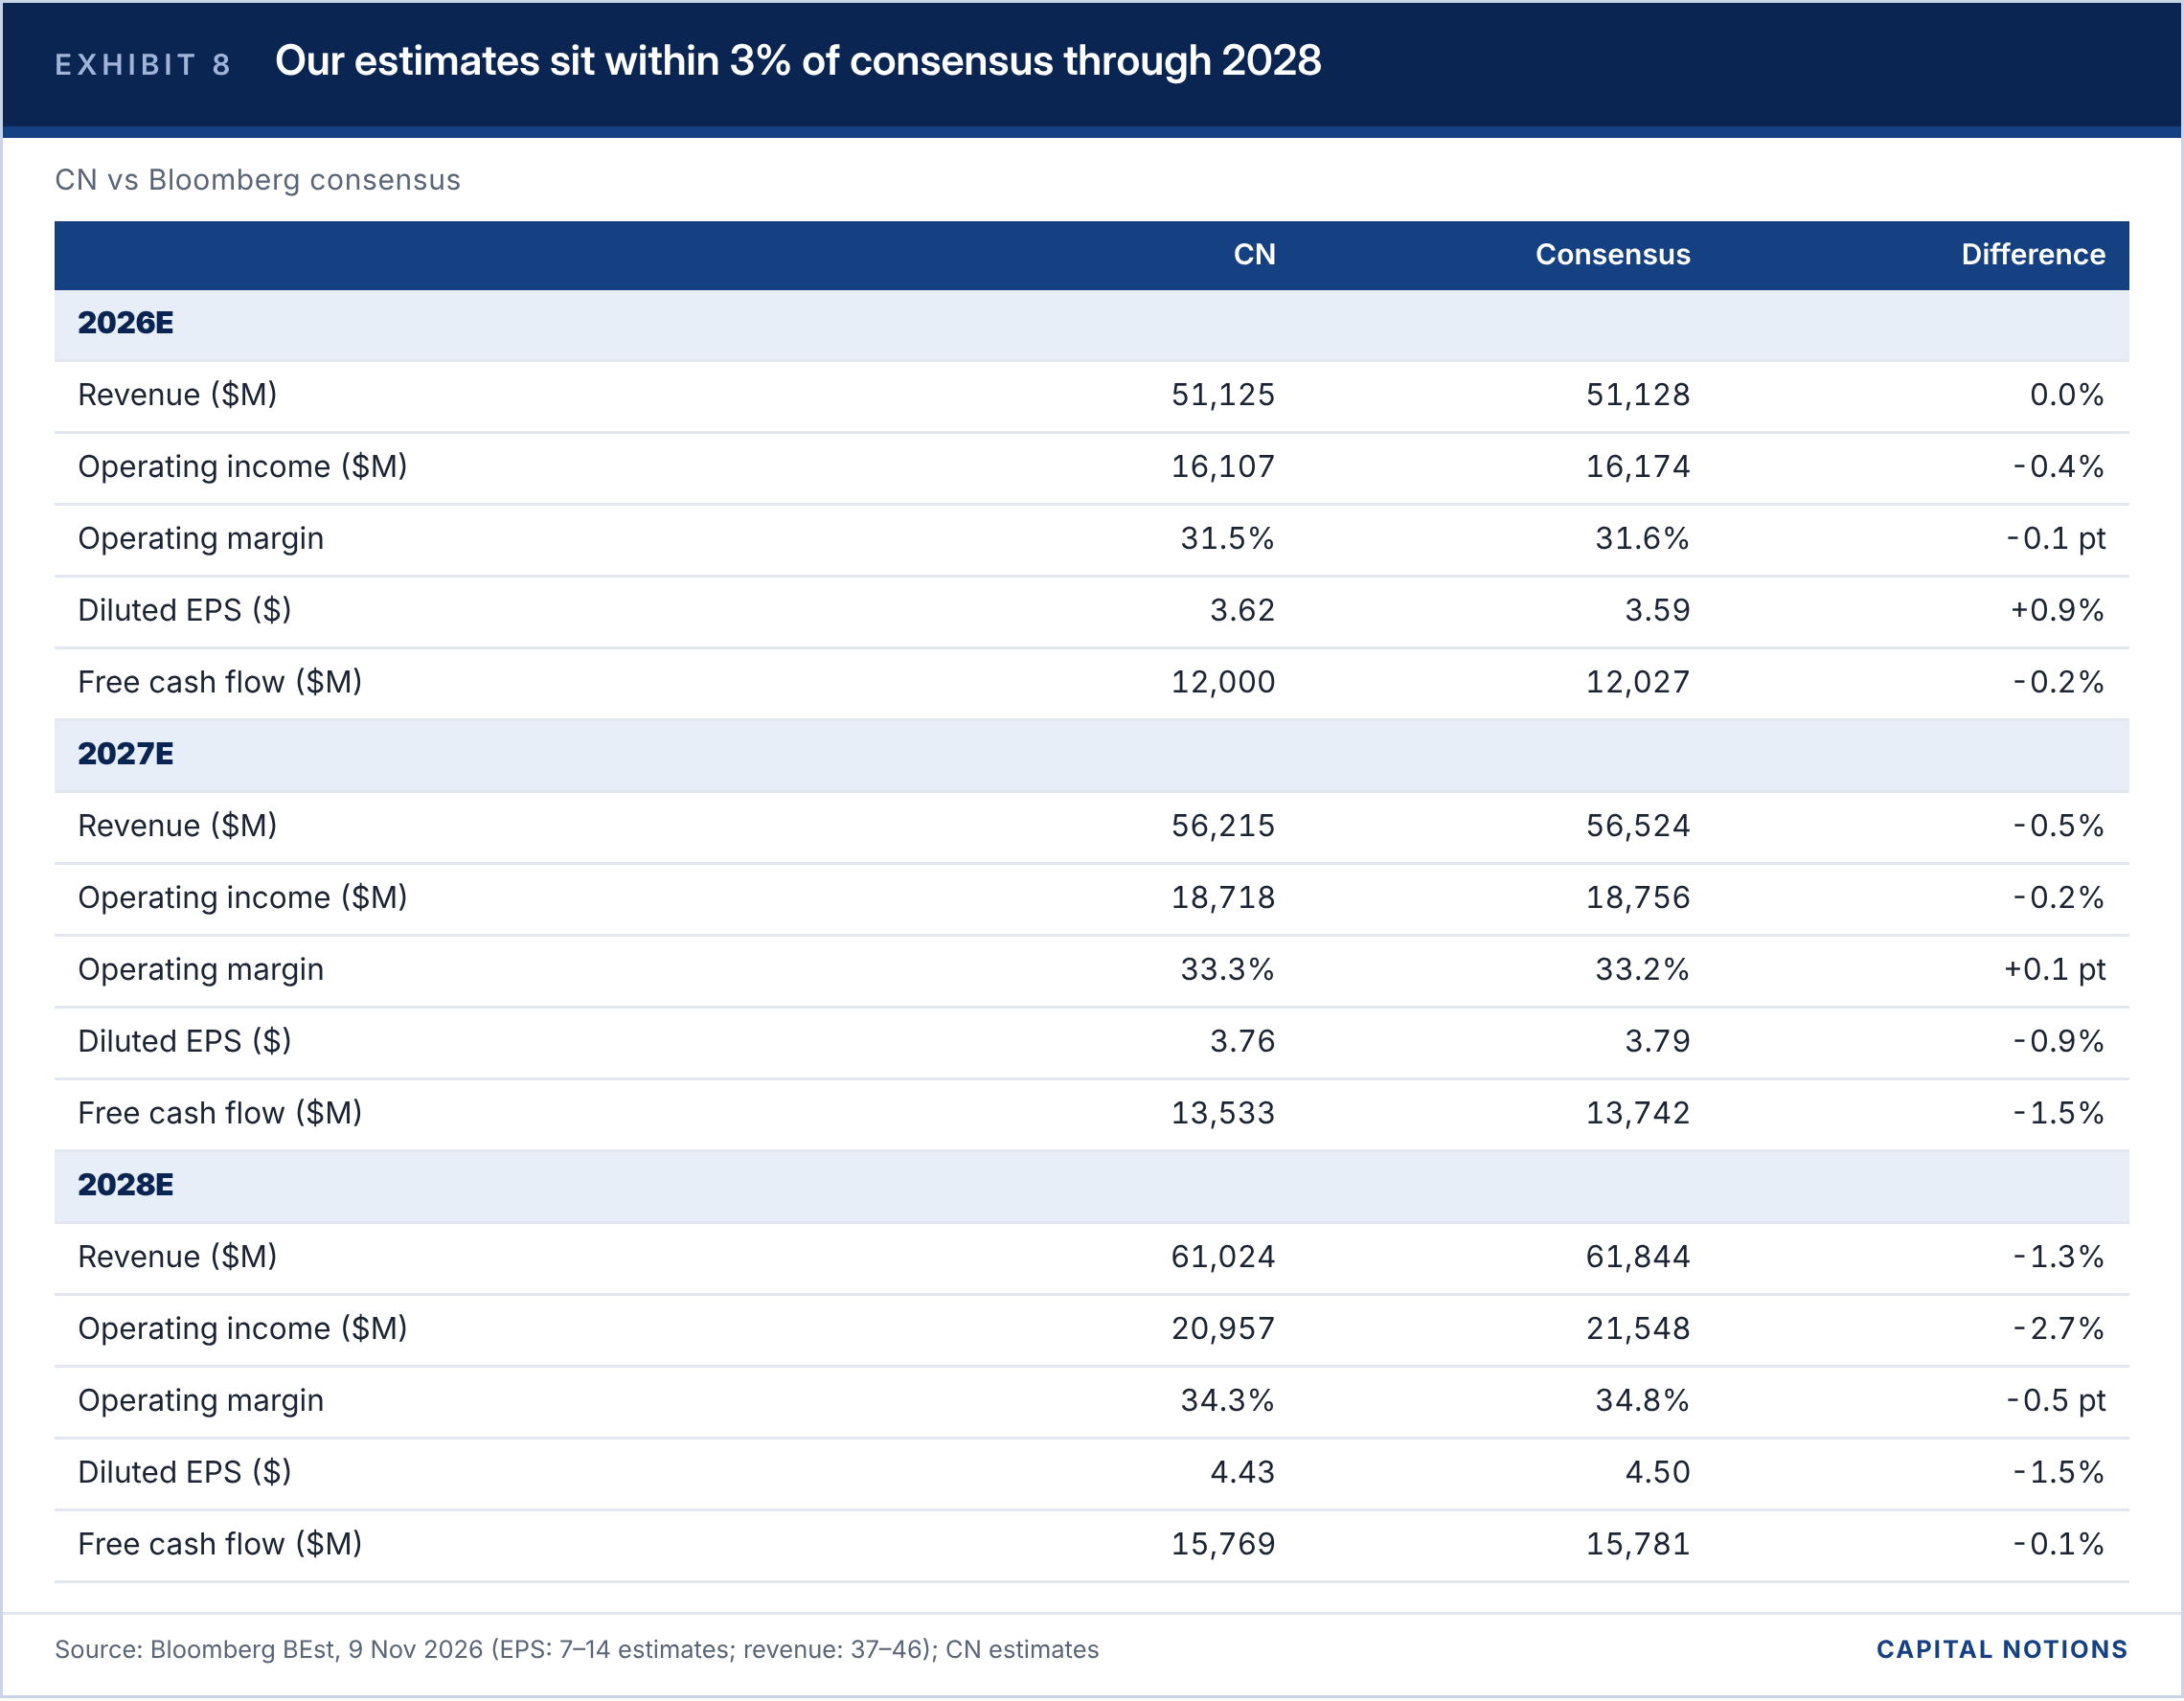 EXHIBIT 8 Our estimates sit within 3% of consensus through 2028
CN vs Bloomberg consensus
CN Consensus Difference
2026E
Revenue ($M) 51,125 51,128 0.0%
Operating income ($M) 16,107 16,174 -0.4%
Operating margin 31.5% 31.6% -0.1 pt
Diluted EPS ($) 3.62 3.59 +0.9%
Free cash flow ($M) 12,000 12,027 -0.2%
2027E
Revenue ($M) 56,215 56,524 -0.5%
Operating income ($M) 18,718 18,756 -0.2%
Operating margin 33.3% 33.2% +0.1 pt
Diluted EPS ($) 3.76 3.79 -0.9%
Free cash flow ($M) 13,533 13,742 -1.5%
2028E
Revenue ($M) 61,024 61,844 -1.3%
Operating income ($M) 20,957 21,548 -2.7%
Operating margin 34.3% 34.8% -0.5 pt
Diluted EPS ($) 4.43 4.50 -1.5%
Free cash flow ($M) 15,769 15,781 -0.1%
Source: Bloomberg BEst, 9 Nov 2026 (EPS: 7–14 estimates; revenue: 37–46); CN estimates CAPITAL NOTIONS